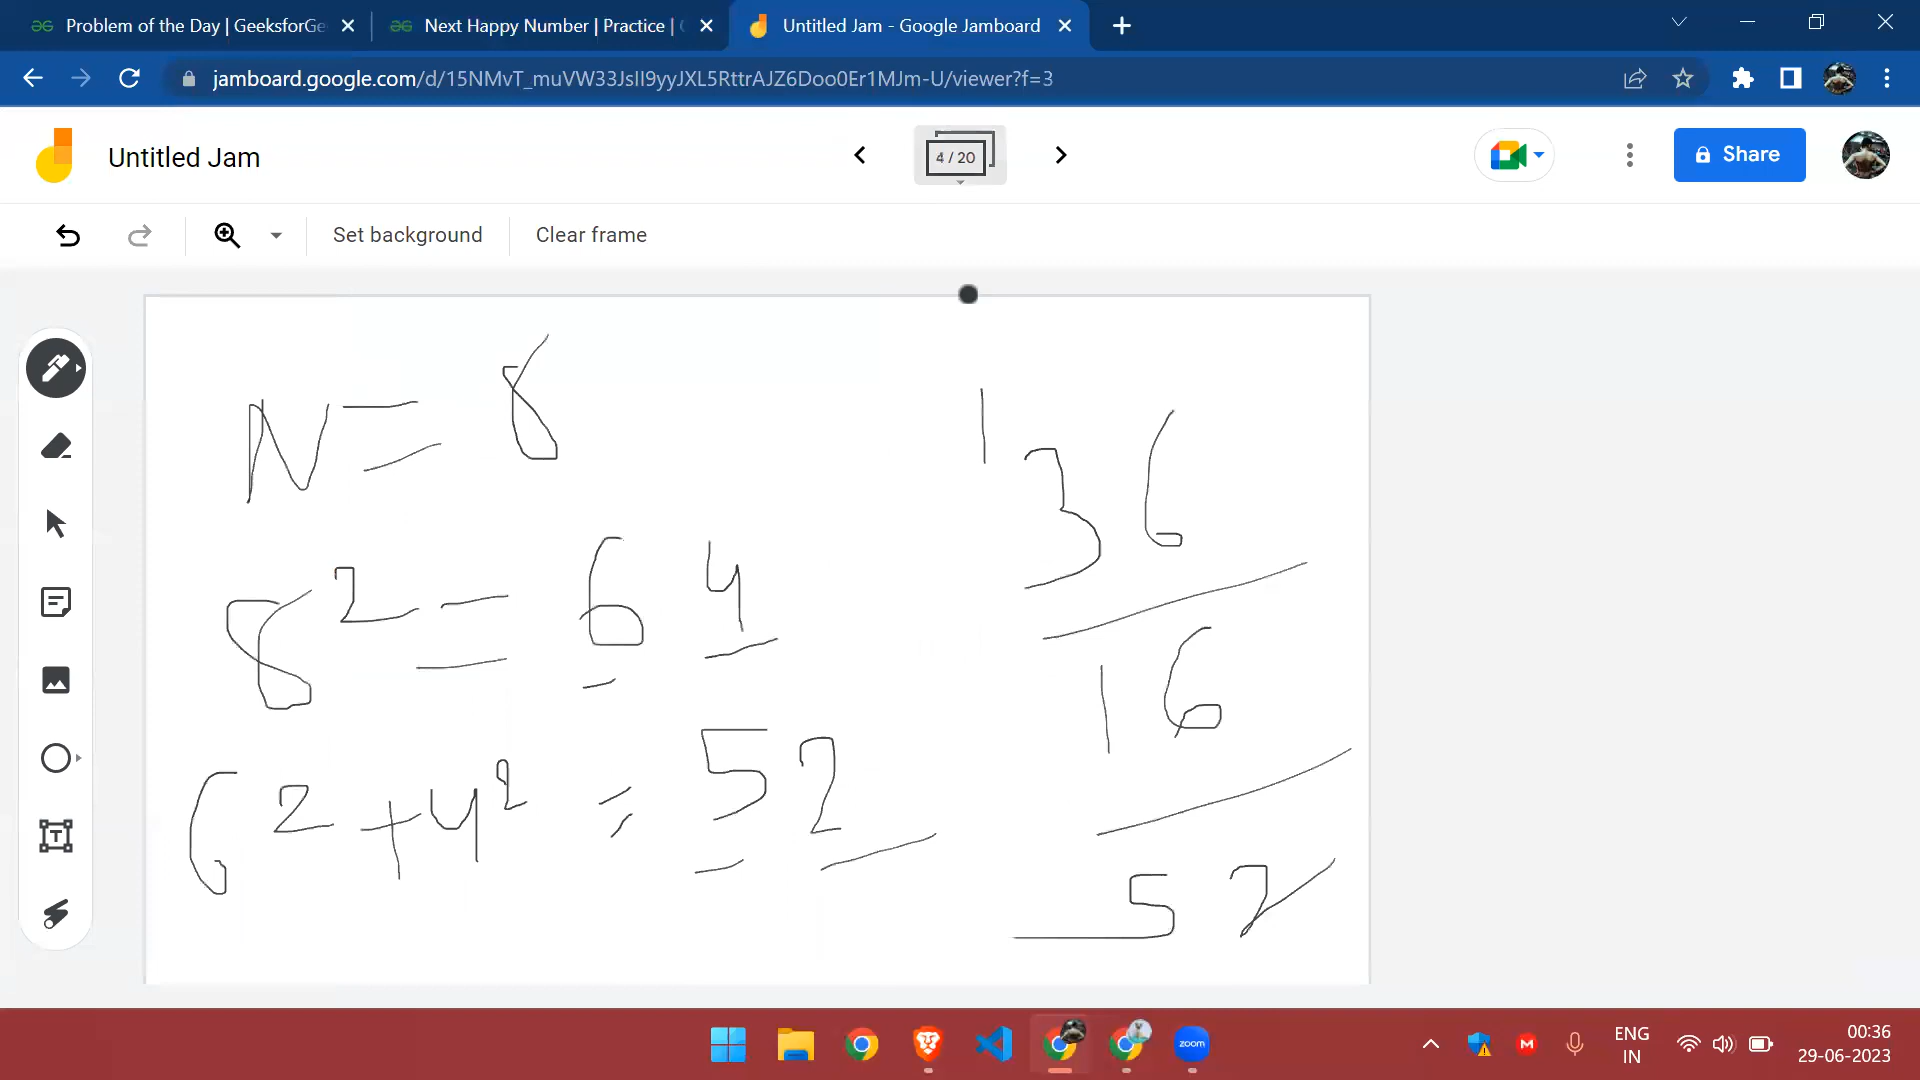 Problem of the Day | GeeksforGe
Next Happy Number | Practice | G
Untitled Jam - Google Jamboard
jamboard.google.com/d/15NMvT_muVW33JsII9yyJXL5RttrAJZ6Doo0Er1MJm-U/viewer?f=3
Untitled Jam
4 / 20
Share
Set background
Clear frame
N = 8
8² = 64
6² + 4² = 52
1
36
16
52
T
zoom
M
ENG
IN
00:36
29-06-2023